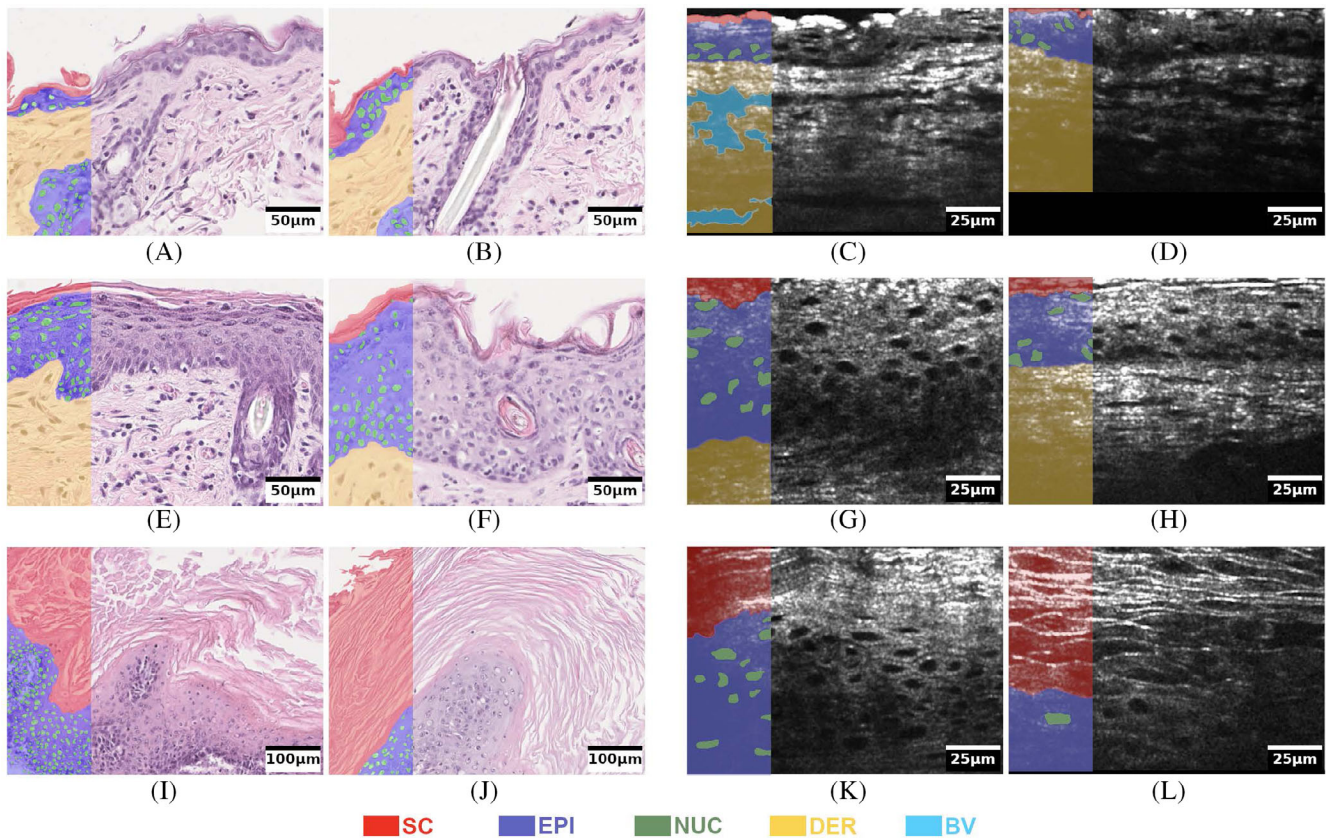 50µm
50µm
25µm
25µm
(A)
(B)
(C)
(D)
50µm
50µm
25µm
25µm
(E)
(F)
(G)
(H)
100µm
100µm
25µm
25µm
(I)
(J)
(K)
(L)
SC EPI NUC DER BV